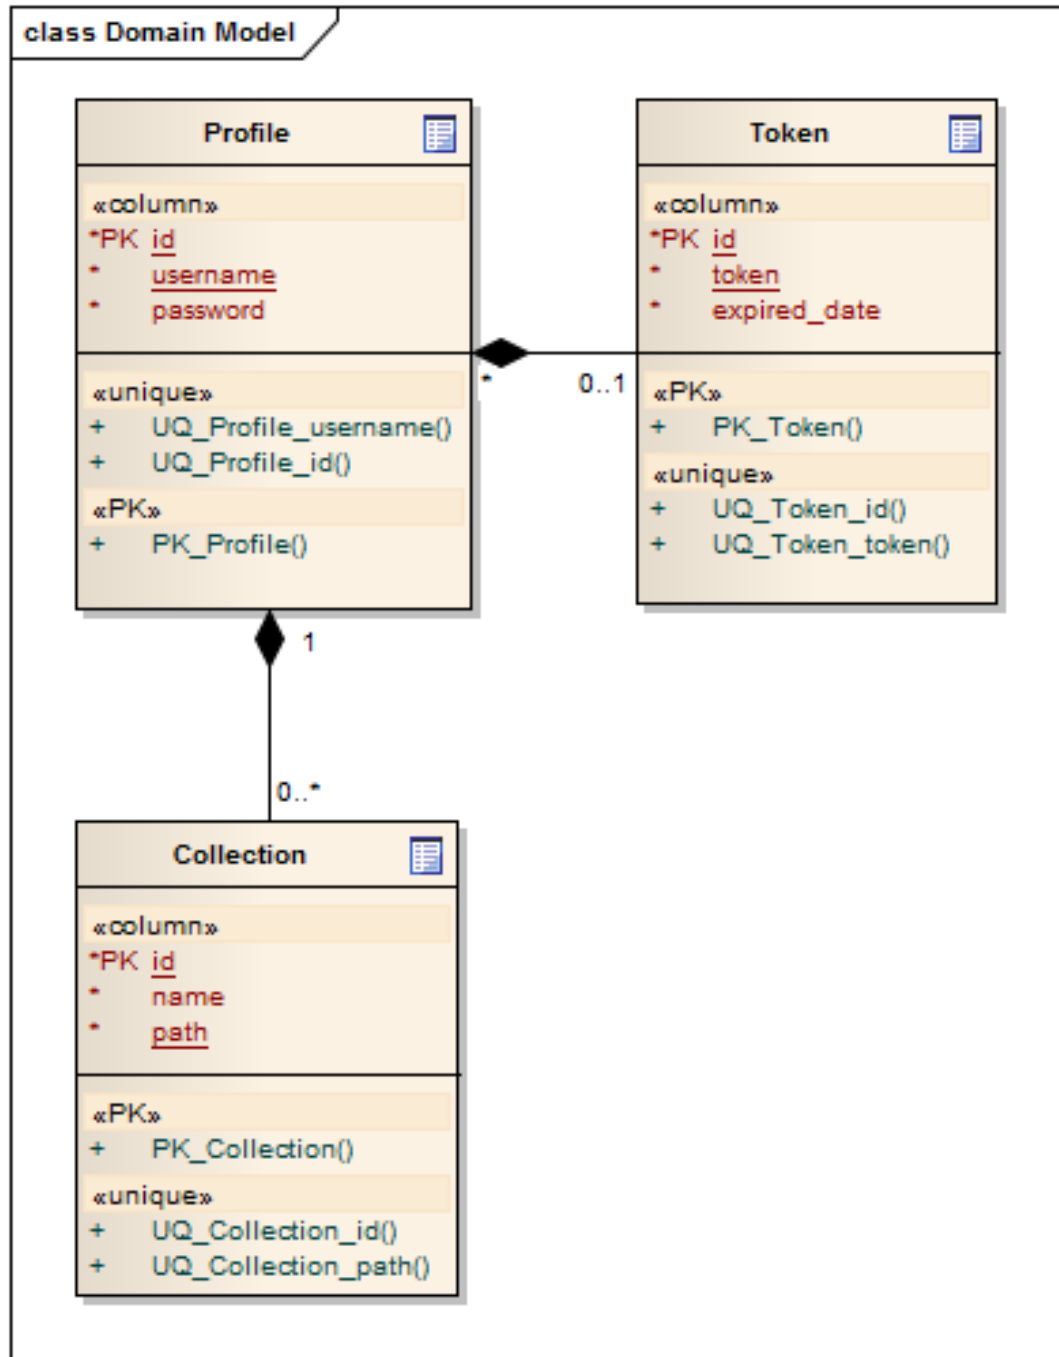 class Domain Model
Profile
«column»
*PK id
* username
* password
«unique»
+ UQ_Profile_username()
+ UQ_Profile_id()
«PK»
+ PK_Profile()
Token
«column»
*PK id
* token
* expired_date
«PK»
+ PK_Token()
«unique»
+ UQ_Token_id()
+ UQ_Token_token()
*
0..1
1
0..*
Collection
«column»
*PK id
* name
* path
«PK»
+ PK_Collection()
«unique»
+ UQ_Collection_id()
+ UQ_Collection_path()